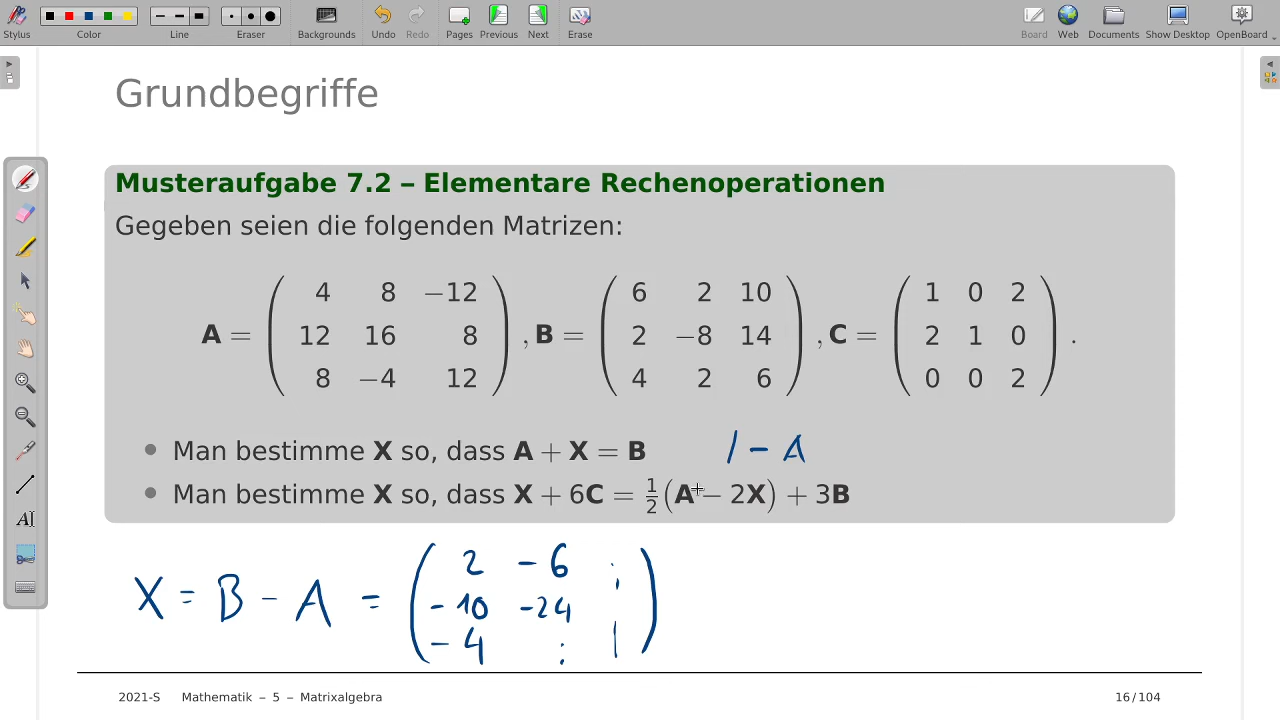 Stylus Color Line Eraser Backgrounds Undo Redo Pages Previous Next Erase Board Web Documents Show Desktop OpenBoard
Grundbegriffe
Musteraufgabe 7.2 – Elementare Rechenoperationen
Gegeben seien die folgenden Matrizen:
4 8 −12 6 2 10 1 0 2
A = ( 12 16 8 ) , B = ( 2 −8 14 ) , C = ( 2 1 0 ) .
8 −4 12 4 2 6 0 0 2
• Man bestimme X so, dass A + X = B | − A
• Man bestimme X so, dass X + 6C = 1/2 (A − 2X) + 3B
2 −6 ;
X = B − A = ( −10 −24 )
−4 : |
2021-S Mathematik – 5 – Matrixalgebra 16/104